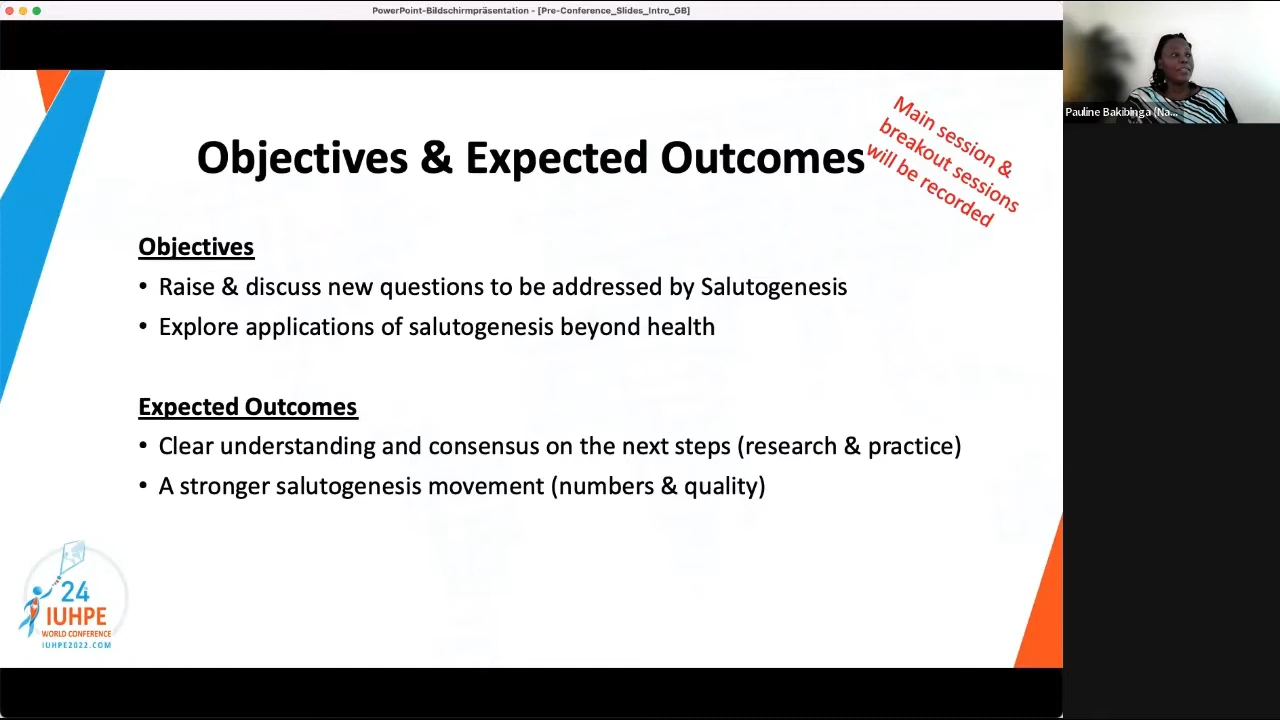 PowerPoint-Bildschirmpräsentation - [Pre-Conference_Slides_Intro_GB]
Pauline Bakibinga (Na...
Main session &
breakout sessions
will be recorded
Objectives & Expected Outcomes
Objectives
• Raise & discuss new questions to be addressed by Salutogenesis
• Explore applications of salutogenesis beyond health
Expected Outcomes
• Clear understanding and consensus on the next steps (research & practice)
• A stronger salutogenesis movement (numbers & quality)
24
IUHPE
WORLD CONFERENCE
IUHPE2022.COM